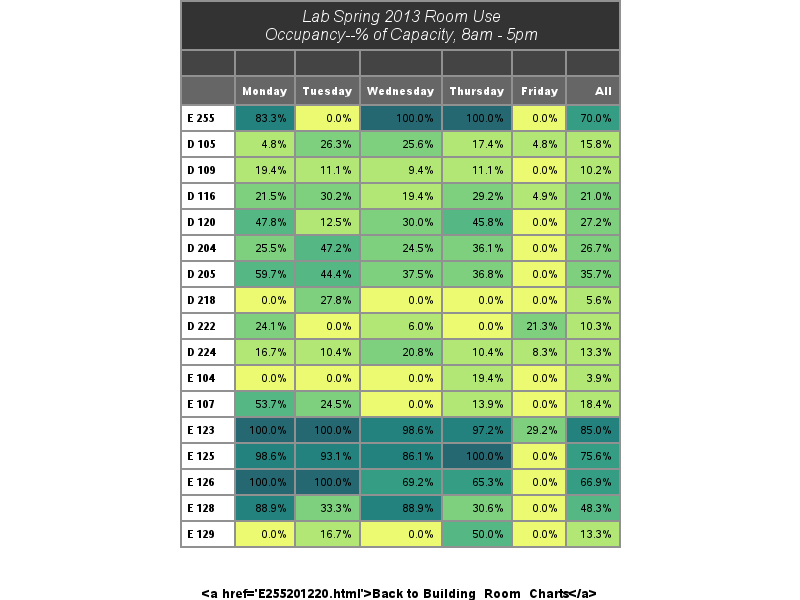 Lab Spring 2013 Room Use
Occupancy--% of Capacity, 8am - 5pm
Monday Tuesday Wednesday Thursday Friday All
E 255 83.3% 0.0% 100.0% 100.0% 0.0% 70.0%
D 105 4.8% 26.3% 25.6% 17.4% 4.8% 15.8%
D 109 19.4% 11.1% 9.4% 11.1% 0.0% 10.2%
D 116 21.5% 30.2% 19.4% 29.2% 4.9% 21.0%
D 120 47.8% 12.5% 30.0% 45.8% 0.0% 27.2%
D 204 25.5% 47.2% 24.5% 36.1% 0.0% 26.7%
D 205 59.7% 44.4% 37.5% 36.8% 0.0% 35.7%
D 218 0.0% 27.8% 0.0% 0.0% 0.0% 5.6%
D 222 24.1% 0.0% 6.0% 0.0% 21.3% 10.3%
D 224 16.7% 10.4% 20.8% 10.4% 8.3% 13.3%
E 104 0.0% 0.0% 0.0% 19.4% 0.0% 3.9%
E 107 53.7% 24.5% 0.0% 13.9% 0.0% 18.4%
E 123 100.0% 100.0% 98.6% 97.2% 29.2% 85.0%
E 125 98.6% 93.1% 86.1% 100.0% 0.0% 75.6%
E 126 100.0% 100.0% 69.2% 65.3% 0.0% 66.9%
E 128 88.9% 33.3% 88.9% 30.6% 0.0% 48.3%
E 129 0.0% 16.7% 0.0% 50.0% 0.0% 13.3%
<a href='E255201220.html'>Back to Building_Room_Charts</a>